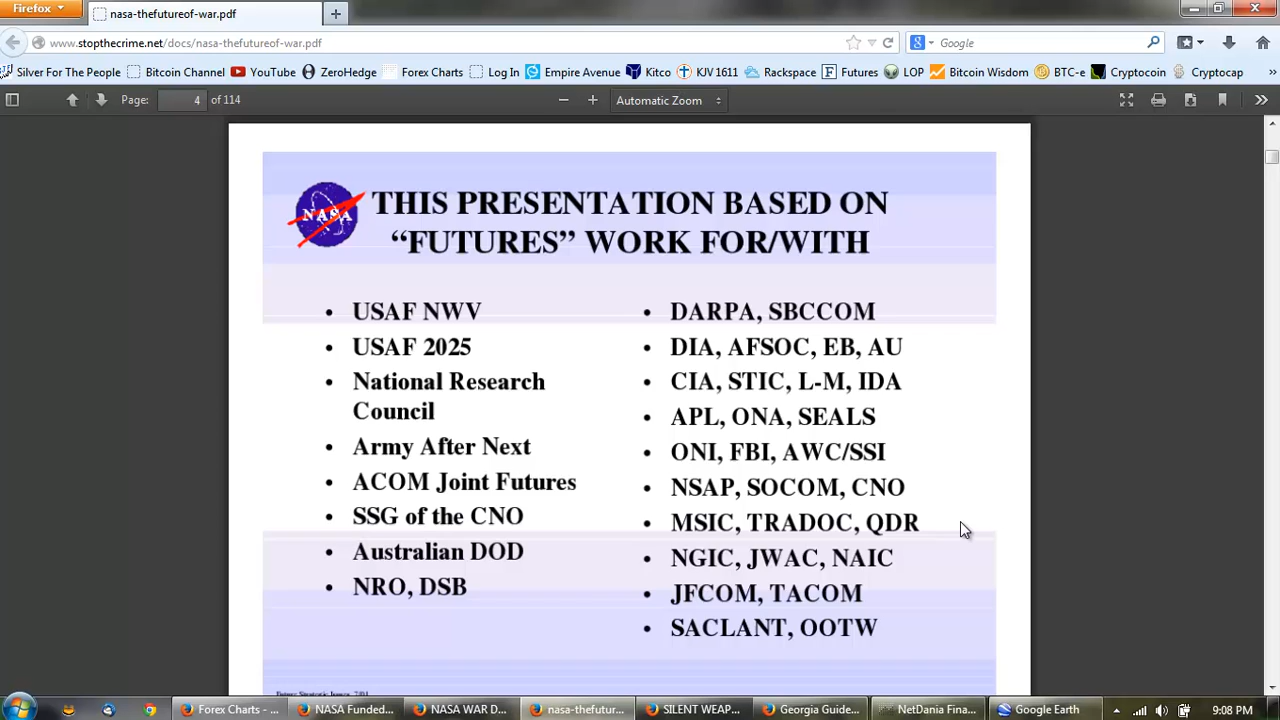 Firefox
nasa-thefutureof-war.pdf
www.stopthecrime.net/docs/nasa-thefutureof-war.pdf
Google
Silver For The People
Bitcoin Channel
YouTube
ZeroHedge
Forex Charts
Log In
Empire Avenue
Kitco
KJV 1611
Rackspace
Futures
LOP
Bitcoin Wisdom
BTC-e
Cryptocoin
Cryptocap
Page: 4 of 114
Automatic Zoom
NASA
THIS PRESENTATION BASED ON
“FUTURES” WORK FOR/WITH
• USAF NWV
• USAF 2025
• National Research
Council
• Army After Next
• ACOM Joint Futures
• SSG of the CNO
• Australian DOD
• NRO, DSB
• DARPA, SBCCOM
• DIA, AFSOC, EB, AU
• CIA, STIC, L-M, IDA
• APL, ONA, SEALS
• ONI, FBI, AWC/SSI
• NSAP, SOCOM, CNO
• MSIC, TRADOC, QDR
• NGIC, JWAC, NAIC
• JFCOM, TACOM
• SACLANT, OOTW
Forex Charts - ...
NASA Funded...
NASA WAR D...
nasa-thefutur...
SILENT WEAP...
Georgia Guide...
NetDania Fina...
Google Earth
9:08 PM